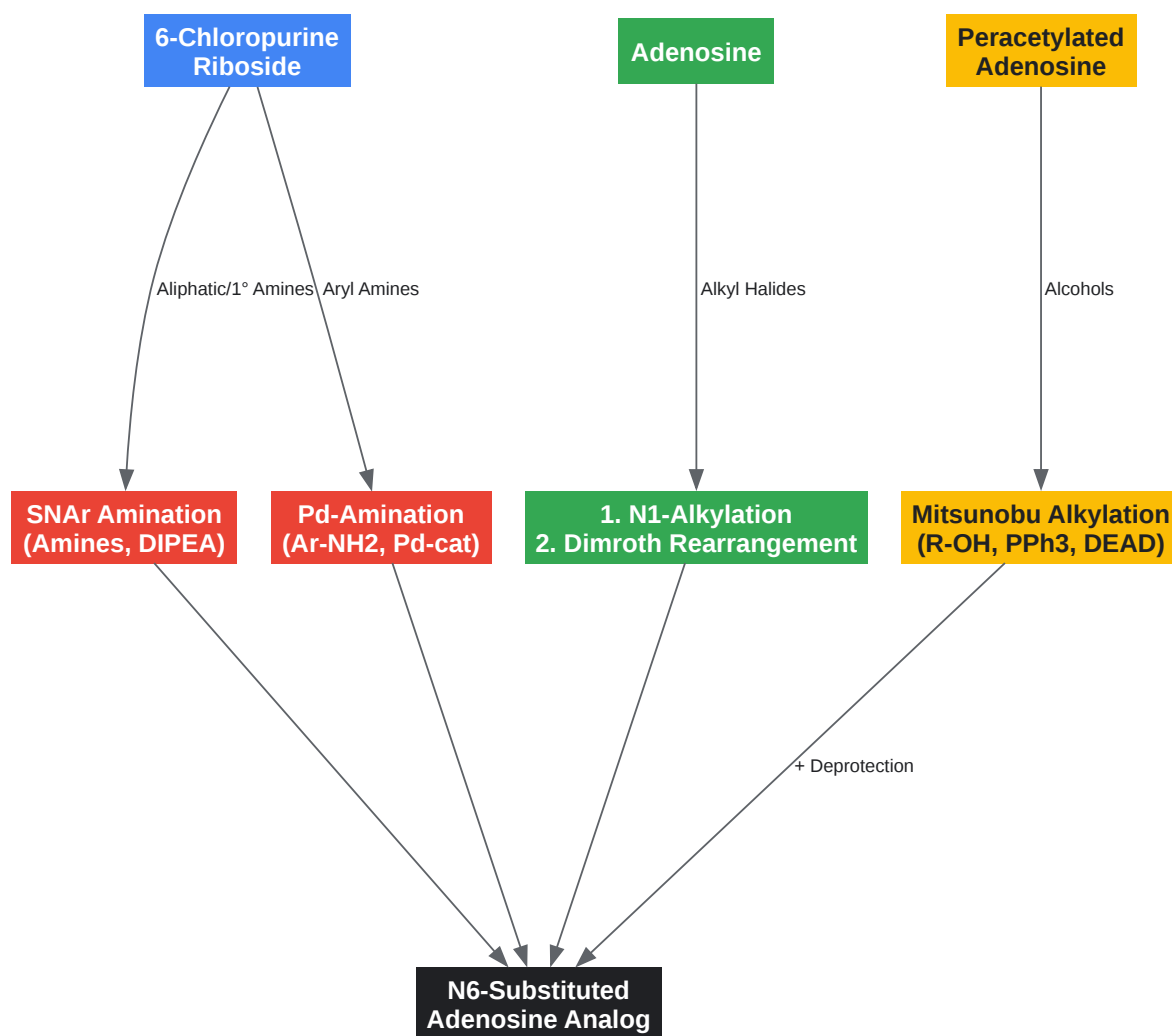 6-Chloropurine
Riboside
Adenosine
Peracetylated
Adenosine
Aliphatic/1° Amines
Aryl Amines
Alkyl Halides
Alcohols
SNAr Amination
(Amines, DIPEA)
Pd-Amination
(Ar-NH2, Pd-cat)
1. N1-Alkylation
2. Dimroth Rearrangement
Mitsunobu Alkylation
(R-OH, PPh3, DEAD)
+ Deprotection
N6-Substituted
Adenosine Analog